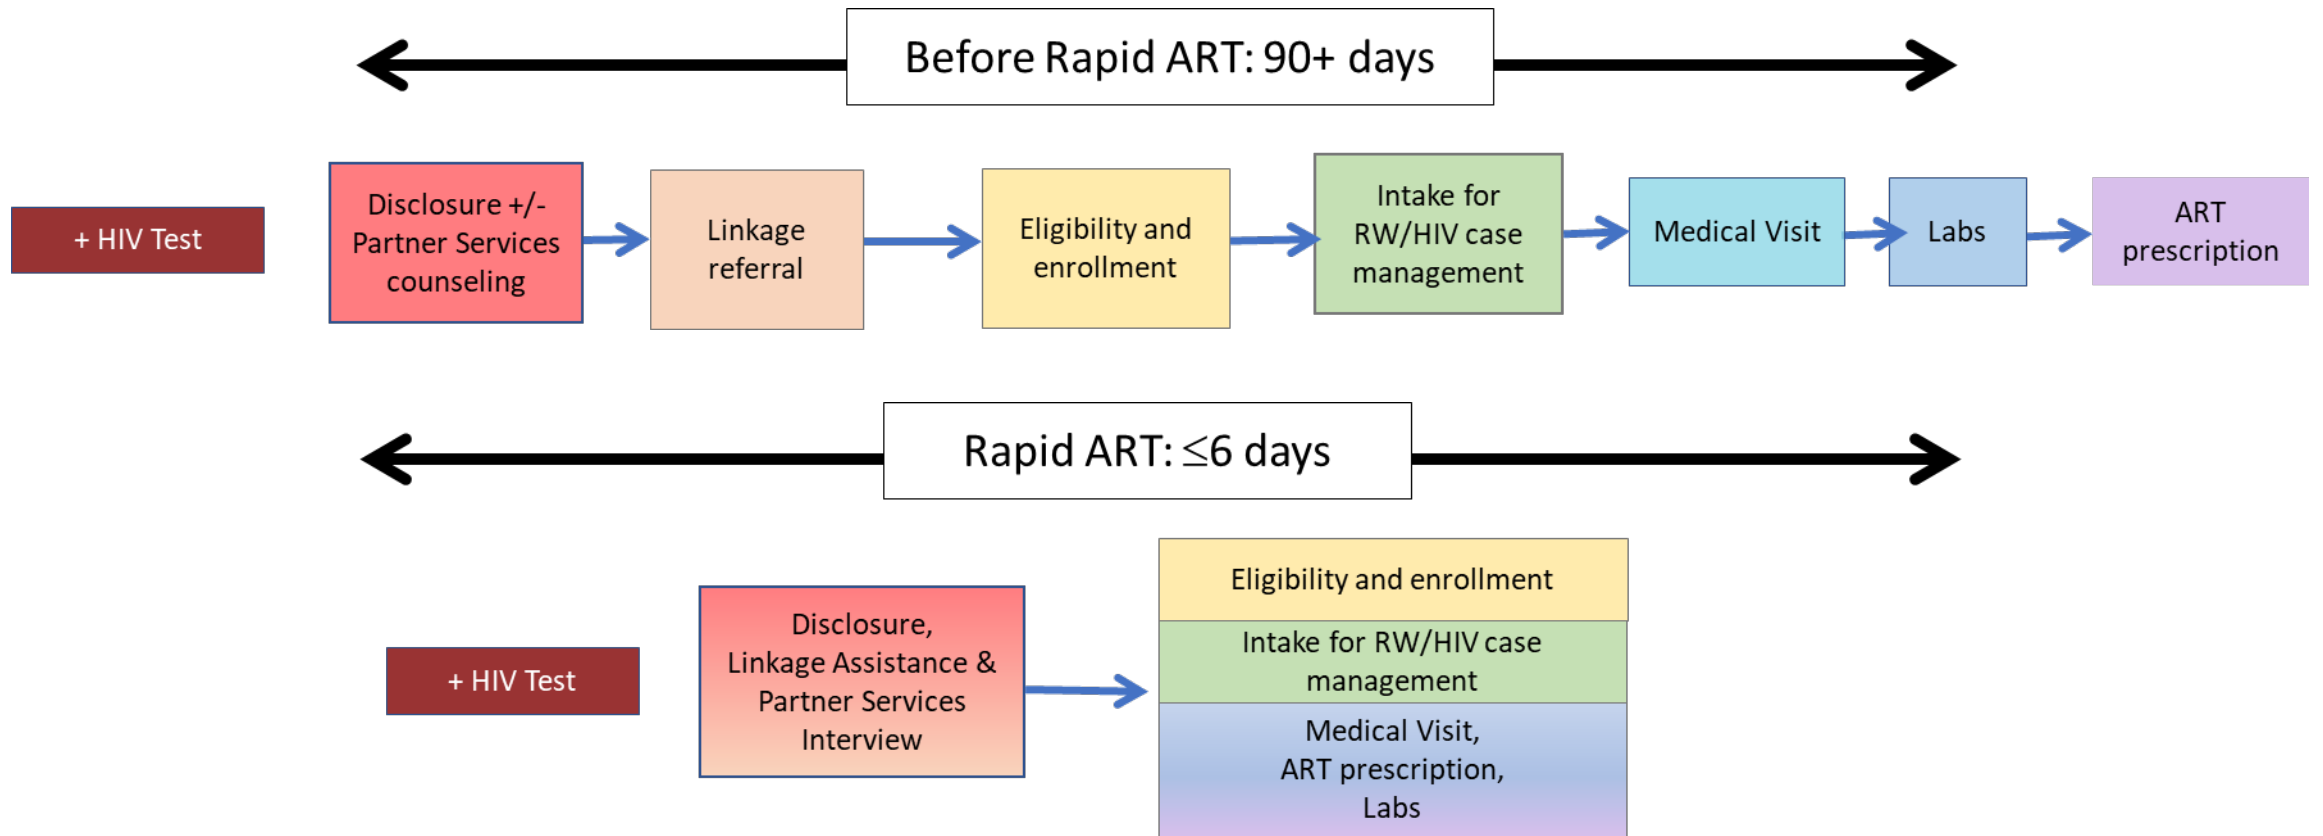 Before Rapid ART: 90+ days
+ HIV Test
Disclosure +/-
Partner Services
counseling
Linkage
referral
Eligibility and
enrollment
Intake for
RW/HIV case
management
Medical Visit
Labs
ART
prescription
Rapid ART: ≤6 days
+ HIV Test
Disclosure,
Linkage Assistance &
Partner Services
Interview
Eligibility and enrollment
Intake for RW/HIV case
management
Medical Visit,
ART prescription,
Labs